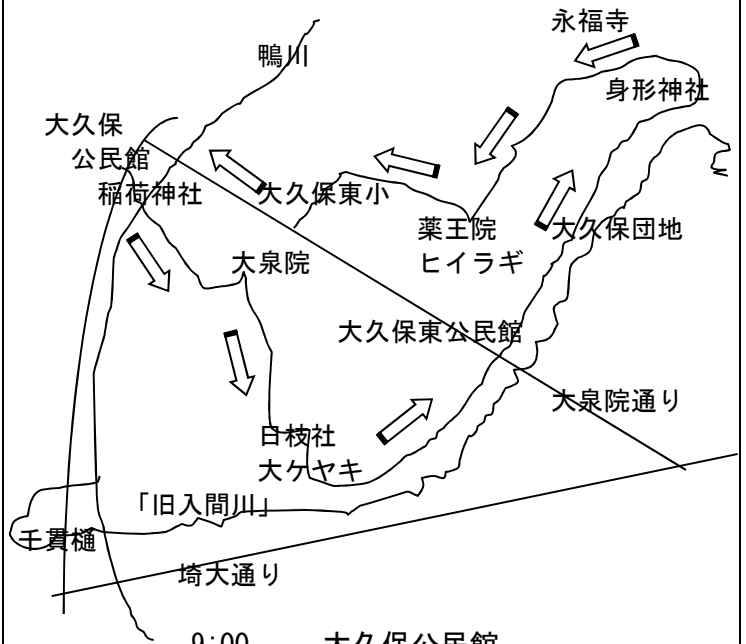 永福寺
鴨川
身形神社
大久保
公民館
稲荷神社
大久保東小
薬王院
ヒイラギ
大久保団地
大泉院
大久保東公民館
大泉院通り
日枝社
大ケヤキ
「旧入間川」
千貫樋
埼大通り
9:00 大久保公民館